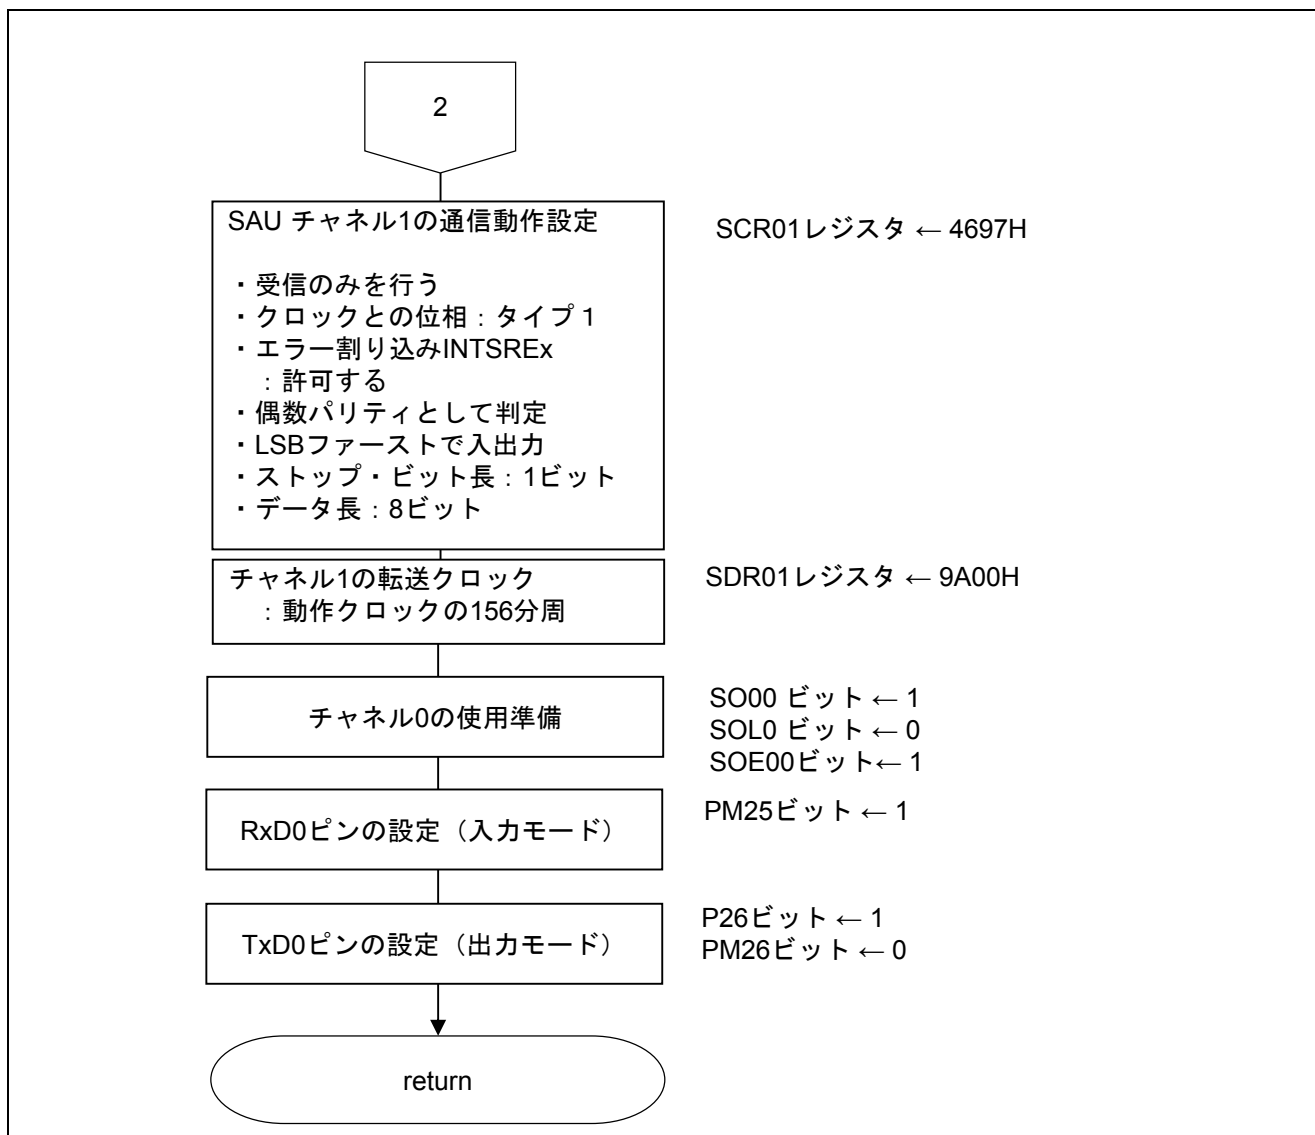 2
SAU チャネル1の通信動作設定
・受信のみを行う
・クロックとの位相：タイプ１
・エラー割り込みINTSREx
：許可する
・偶数パリティとして判定
・LSBファーストで入出力
・ストップ・ビット長：1ビット
・データ長：8ビット
SCR01レジスタ ← 4697H
チャネル1の転送クロック
：動作クロックの156分周
SDR01レジスタ ← 9A00H
チャネル0の使用準備
SO00 ビット ← 1
SOL0 ビット ← 0
SOE00ビット← 1
RxD0ピンの設定（入力モード）
PM25ビット ← 1
TxD0ピンの設定（出力モード）
P26ビット ← 1
PM26ビット ← 0
return